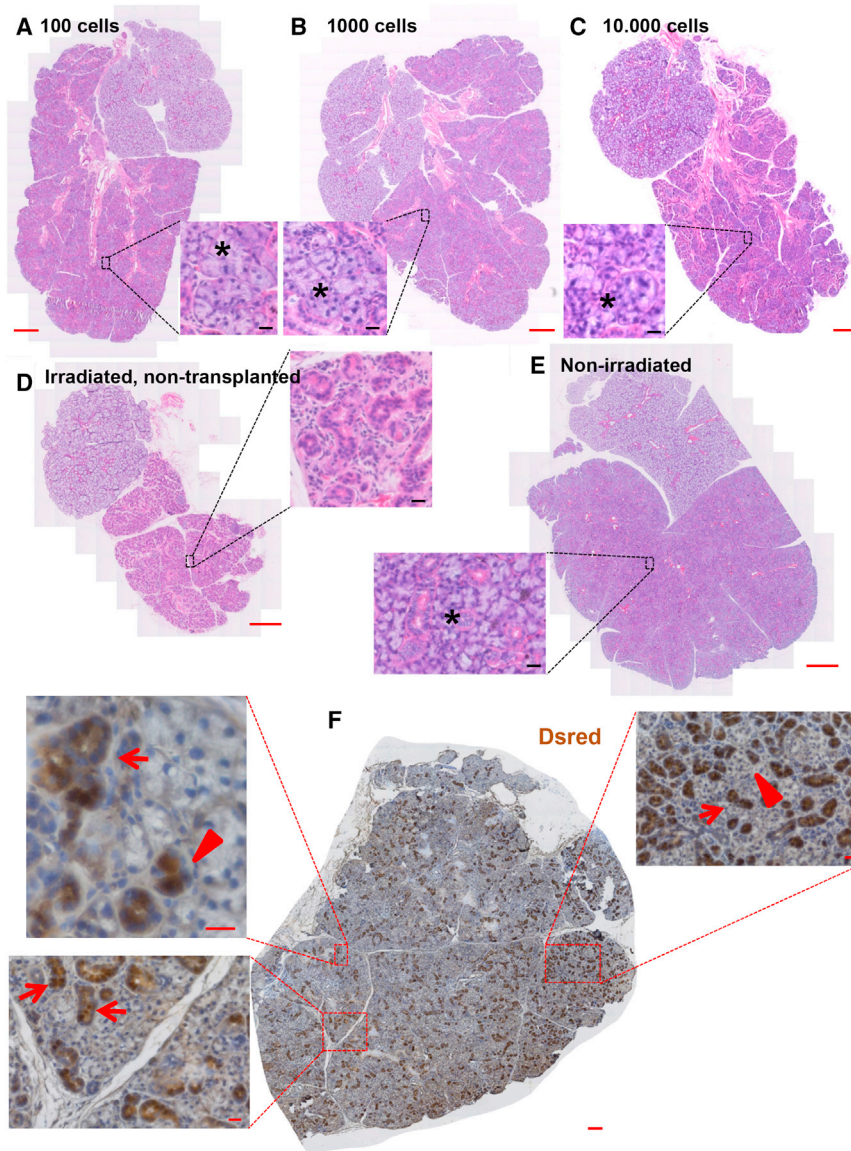 A 100 cells
B 1000 cells
C 10.000 cells
*
*
*
D Irradiated, non-transplanted
E Non-irradiated
*
F
Dsred